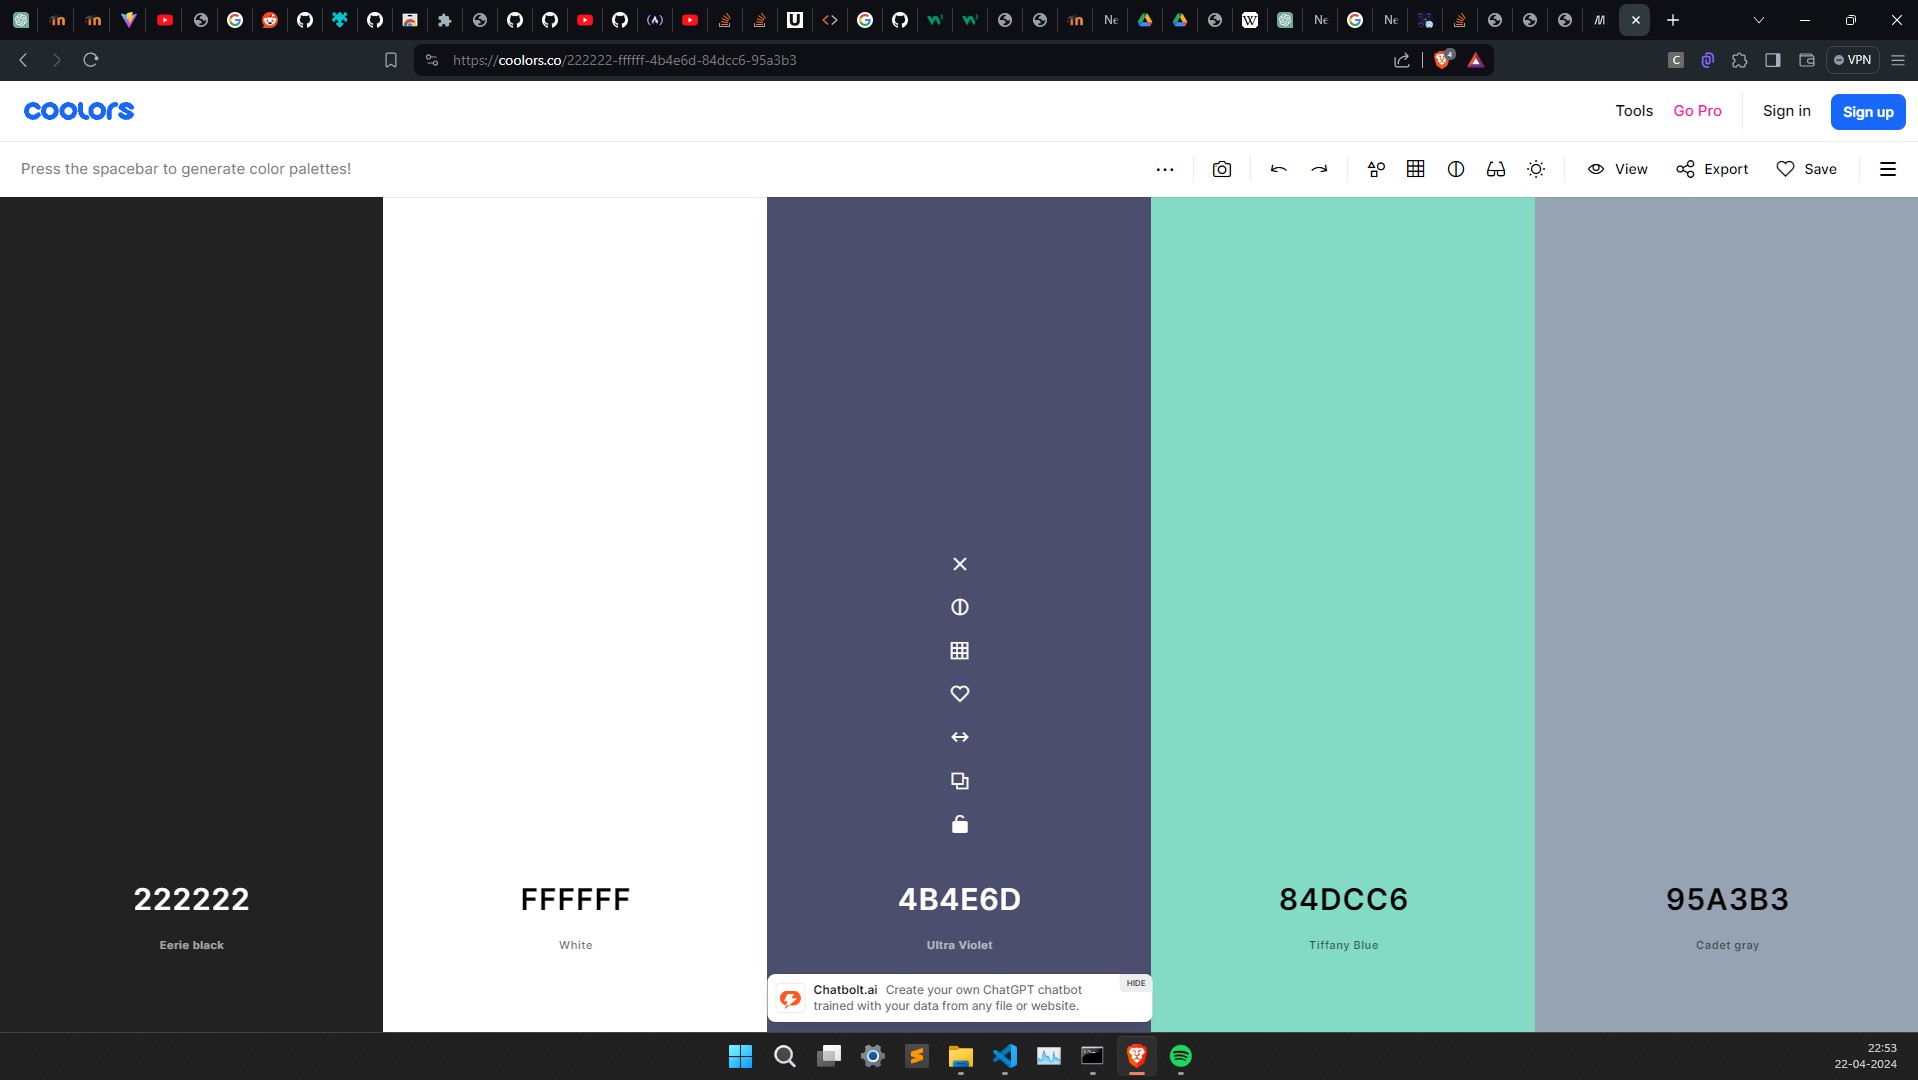 https://coolors.co/222222-ffffff-4b4e6d-84dcc6-95a3b3
4
VPN
coolors
Tools
Go Pro
Sign in
Sign up
Press the spacebar to generate color palettes!
View
Export
Save
222222
Eerie black
FFFFFF
White
4B4E6D
Ultra Violet
84DCC6
Tiffany Blue
95A3B3
Cadet gray
Chatbolt.ai Create your own ChatGPT chatbot
trained with your data from any file or website.
HIDE
22:53
22-04-2024